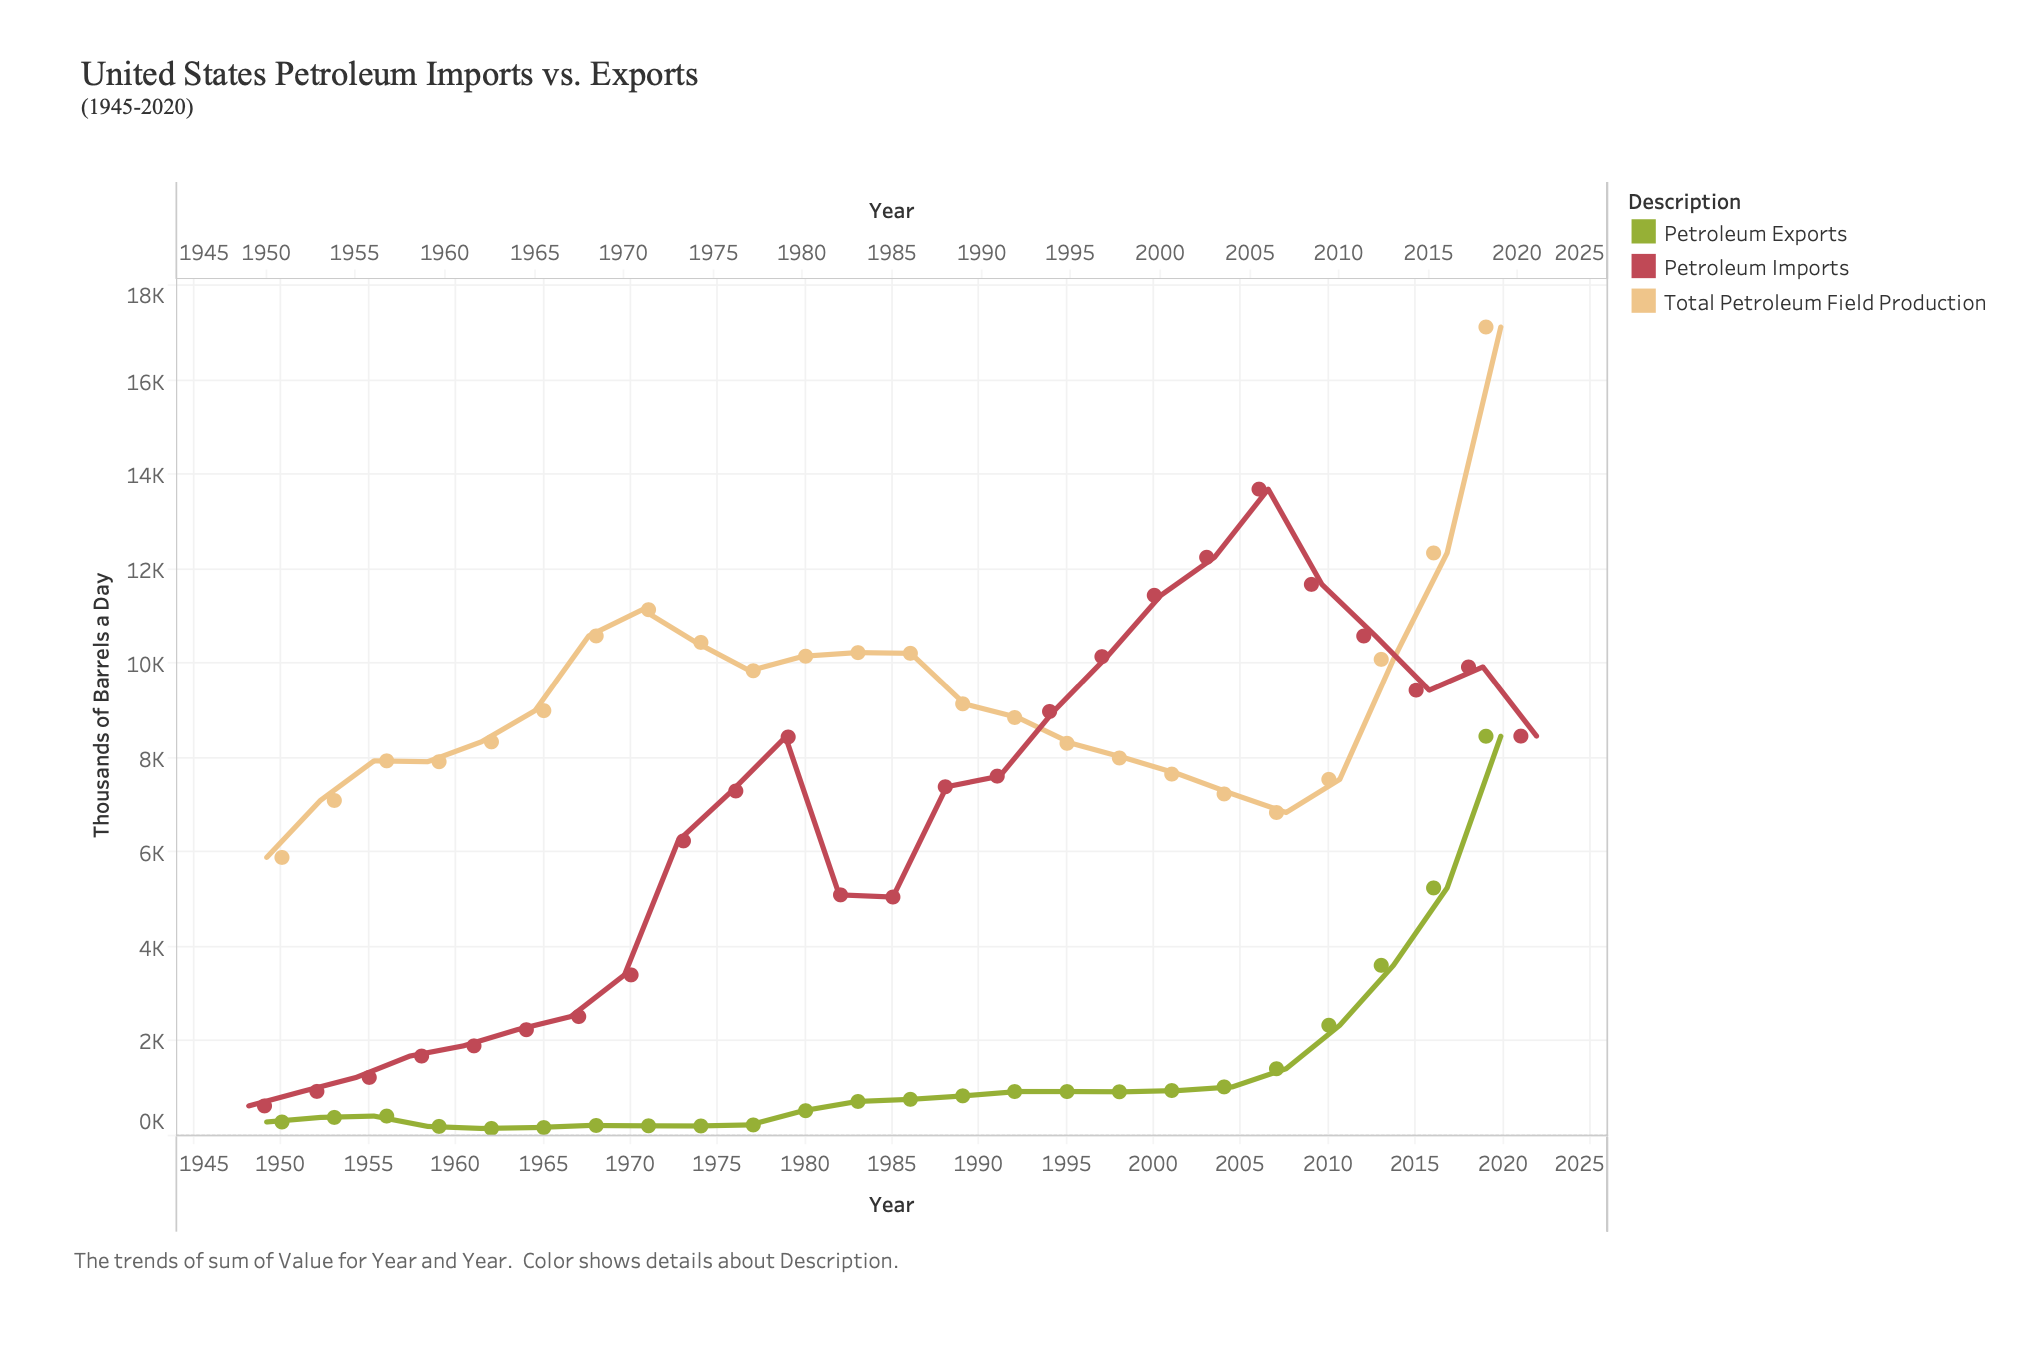 United States Petroleum Imports vs. Exports
(1945-2020)
Year
1945 1950 1955 1960 1965 1970 1975 1980 1985 1990 1995 2000 2005 2010 2015 2020 2025
Description
Petroleum Exports
Petroleum Imports
Total Petroleum Field Production
Thousands of Barrels a Day
18K
16K
14K
12K
10K
8K
6K
4K
2K
0K
1945 1950 1955 1960 1965 1970 1975 1980 1985 1990 1995 2000 2005 2010 2015 2020 2025
Year
The trends of sum of Value for Year and Year.  Color shows details about Description.